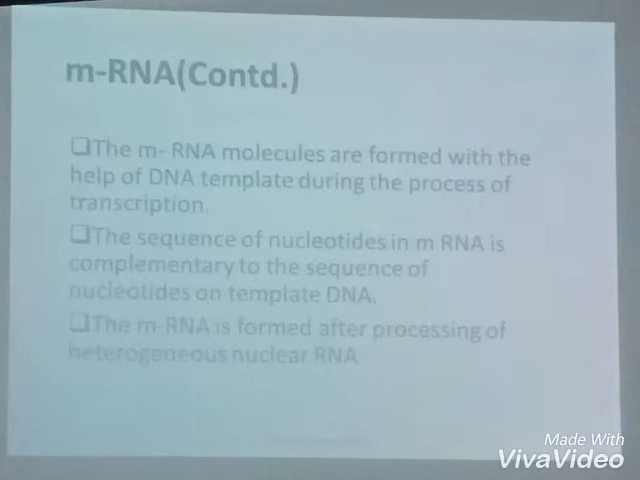 m-RNA(Contd.)
❑The m- RNA molecules are formed with the
help of DNA template during the process of
transcription.
❑The sequence of nucleotides in m RNA is
complementary to the sequence of
nucleotides on template DNA.
❑The m-RNA is formed after processing of
heterogeneous nuclear RNA
Made With
VivaVideo